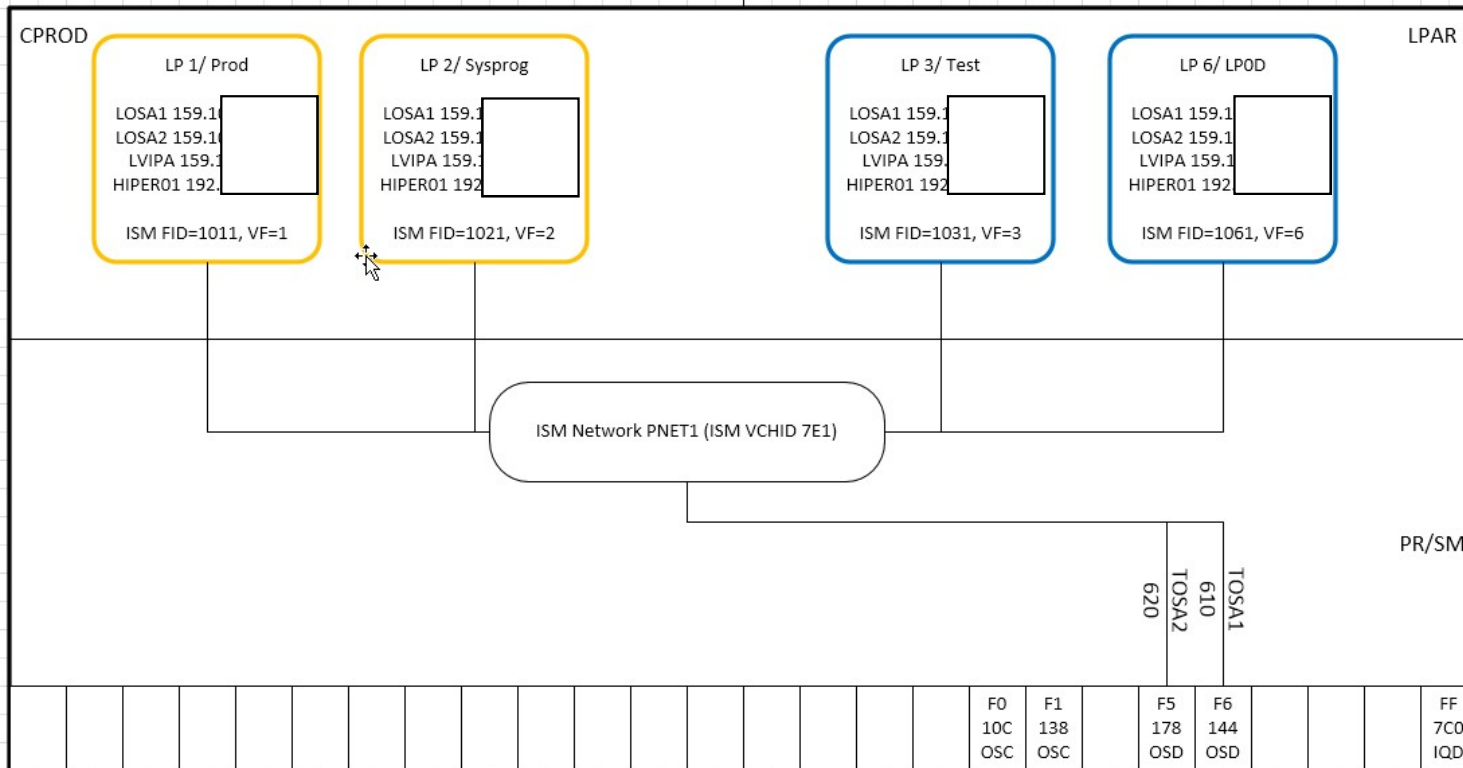 CPROD
LPAR
LP 1/ Prod
LOSA1 159.1
LOSA2 159.1
LVIPA 159.1
HIPER01 192.
ISM FID=1011, VF=1
LP 2/ Sysprog
LOSA1 159.1
LOSA2 159.1
LVIPA 159.1
HIPER01 192
ISM FID=1021, VF=2
LP 3/ Test
LOSA1 159.1
LOSA2 159.1
LVIPA 159.
HIPER01 192
ISM FID=1031, VF=3
LP 6/ LP0D
LOSA1 159.1
LOSA2 159.1
LVIPA 159.1
HIPER01 192
ISM FID=1061, VF=6
ISM Network PNET1 (ISM VCHID 7E1)
PR/SM
TOSA2
620
TOSA1
610
F0
10C
OSC
F1
138
OSC
F5
178
OSD
F6
144
OSD
FF
7C0
IQD